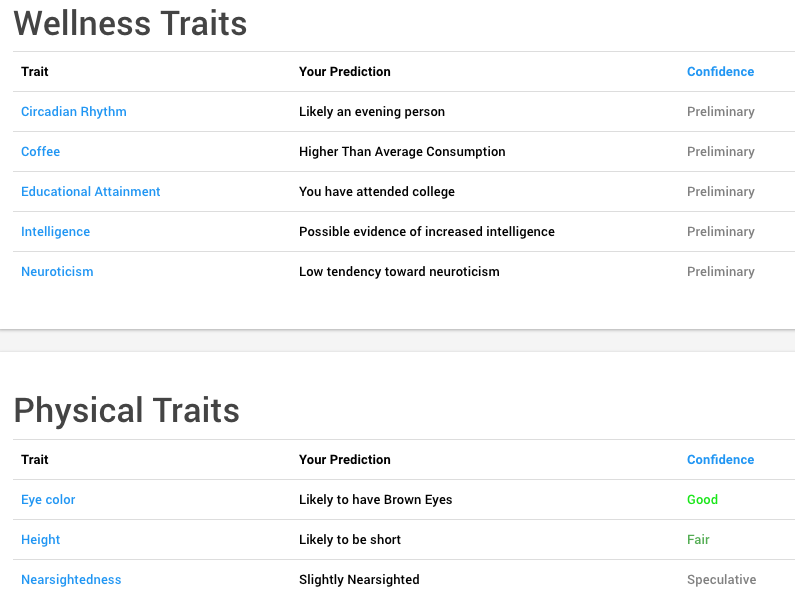 Wellness Traits
Trait Your Prediction Confidence
Circadian Rhythm Likely an evening person Preliminary
Coffee Higher Than Average Consumption Preliminary
Educational Attainment You have attended college Preliminary
Intelligence Possible evidence of increased intelligence Preliminary
Neuroticism Low tendency toward neuroticism Preliminary
Physical Traits
Trait Your Prediction Confidence
Eye color Likely to have Brown Eyes Good
Height Likely to be short Fair
Nearsightedness Slightly Nearsighted Speculative